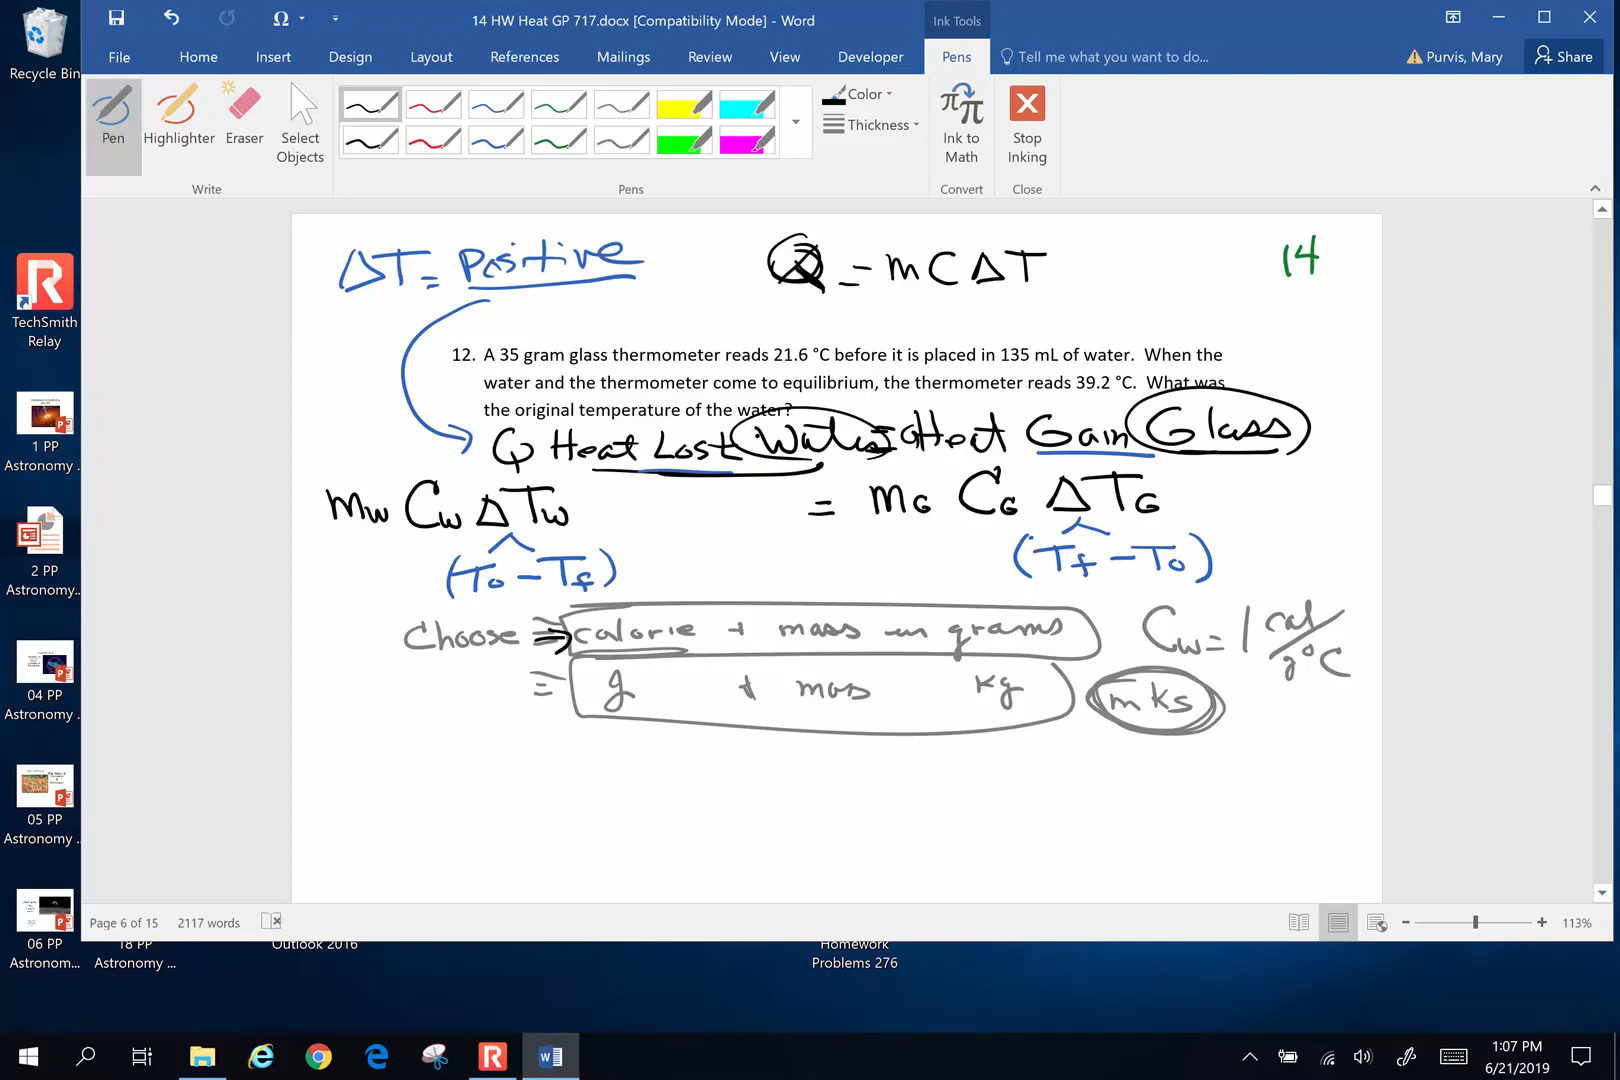 Recycle Bin
TechSmith Relay
1 PP Astronomy...
2 PP Astronomy..
04 PP Astronomy ..
05 PP Astronomy ..
06 PP Astronom...
18 PP Astronomy ...
Outlook 2016
Homework Problems 276
14 HW Heat GP 717.docx [Compatibility Mode] - Word
Ink Tools
File Home Insert Design Layout References Mailings Review View Developer Pens Tell me what you want to do... Purvis, Mary Share
Pen Highlighter Eraser Select Objects
Color Thickness
Ink to Math
Stop Inking
Write Pens Convert Close
ΔT = Positive
Q = m C Δ T
14
12. A 35 gram glass thermometer reads 21.6 °C before it is placed in 135 mL of water. When the
water and the thermometer come to equilibrium, the thermometer reads 39.2 °C. What was
the original temperature of the water?
Q Heat Lost Water = Heat Gain Glass
mw Cw ΔTw = mG CG ΔTG
(To - Tf) (Tf - To)
Choose calorie + mass in grams Cw = 1 cal/g°C
+ mass kg mks
Page 6 of 15 2117 words 113%
1:07 PM
6/21/2019